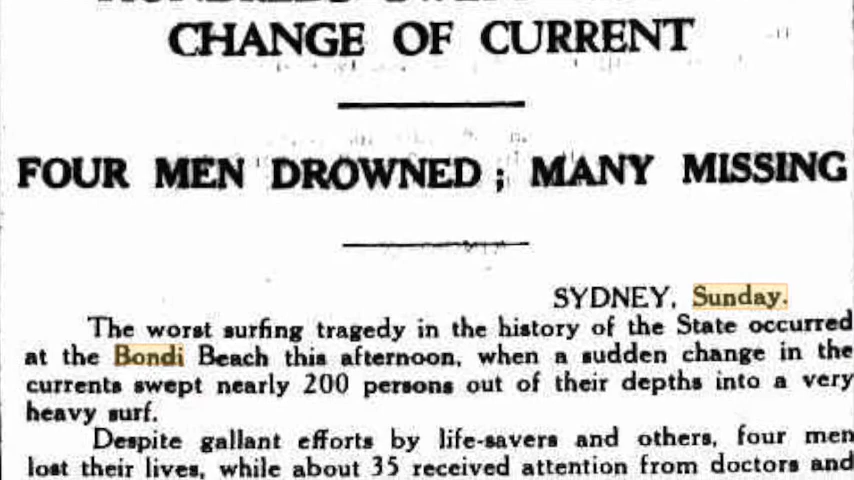 CHANGE OF CURRENT
FOUR MEN DROWNED; MANY MISSING
SYDNEY, Sunday.
The worst surfing tragedy in the history of the State occurred
at the Bondi Beach this afternoon, when a sudden change in the
currents swept nearly 200 persons out of their depths into a very
heavy surf.
Despite gallant efforts by life-savers and others, four men
lost their lives, while about 35 received attention from doctors and